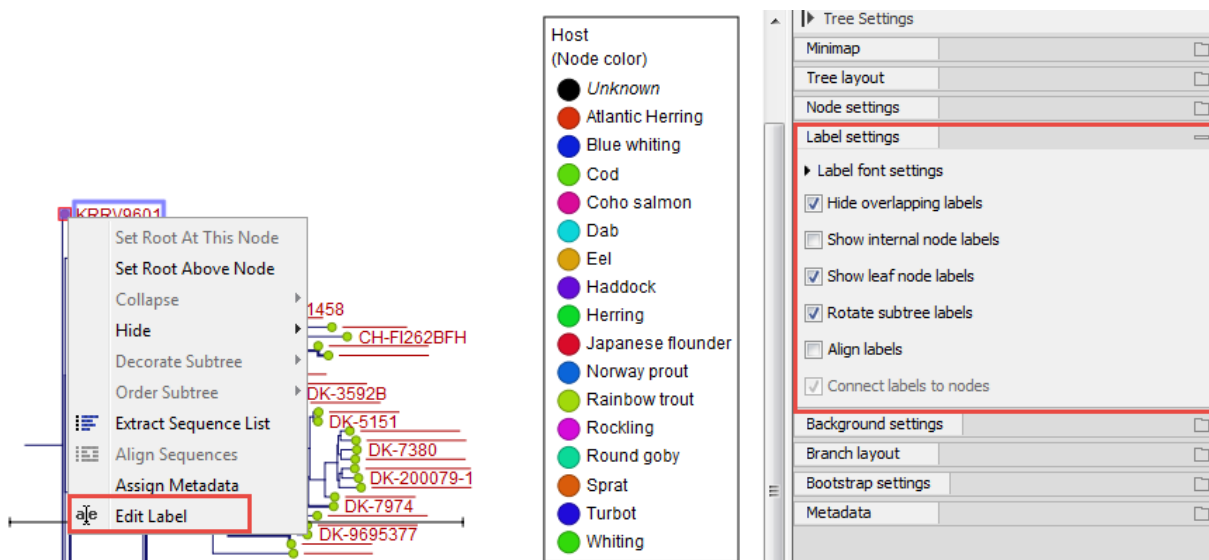 KRRV9601
Set Root At This Node
Set Root Above Node
Collapse
Hide
Decorate Subtree
Order Subtree
Extract Sequence List
Align Sequences
Assign Metadata
Edit Label
1458
CH-FI262BFH
DK-3592B
DK-5151
DK-7380
DK-200079-1
DK-7974
DK-9695377
Host
(Node color)
Unknown
Atlantic Herring
Blue whiting
Cod
Coho salmon
Dab
Eel
Haddock
Herring
Japanese flounder
Norway prout
Rainbow trout
Rockling
Round goby
Sprat
Turbot
Whiting
Tree Settings
Minimap
Tree layout
Node settings
Label settings
Label font settings
Hide overlapping labels
Show internal node labels
Show leaf node labels
Rotate subtree labels
Align labels
Connect labels to nodes
Background settings
Branch layout
Bootstrap settings
Metadata